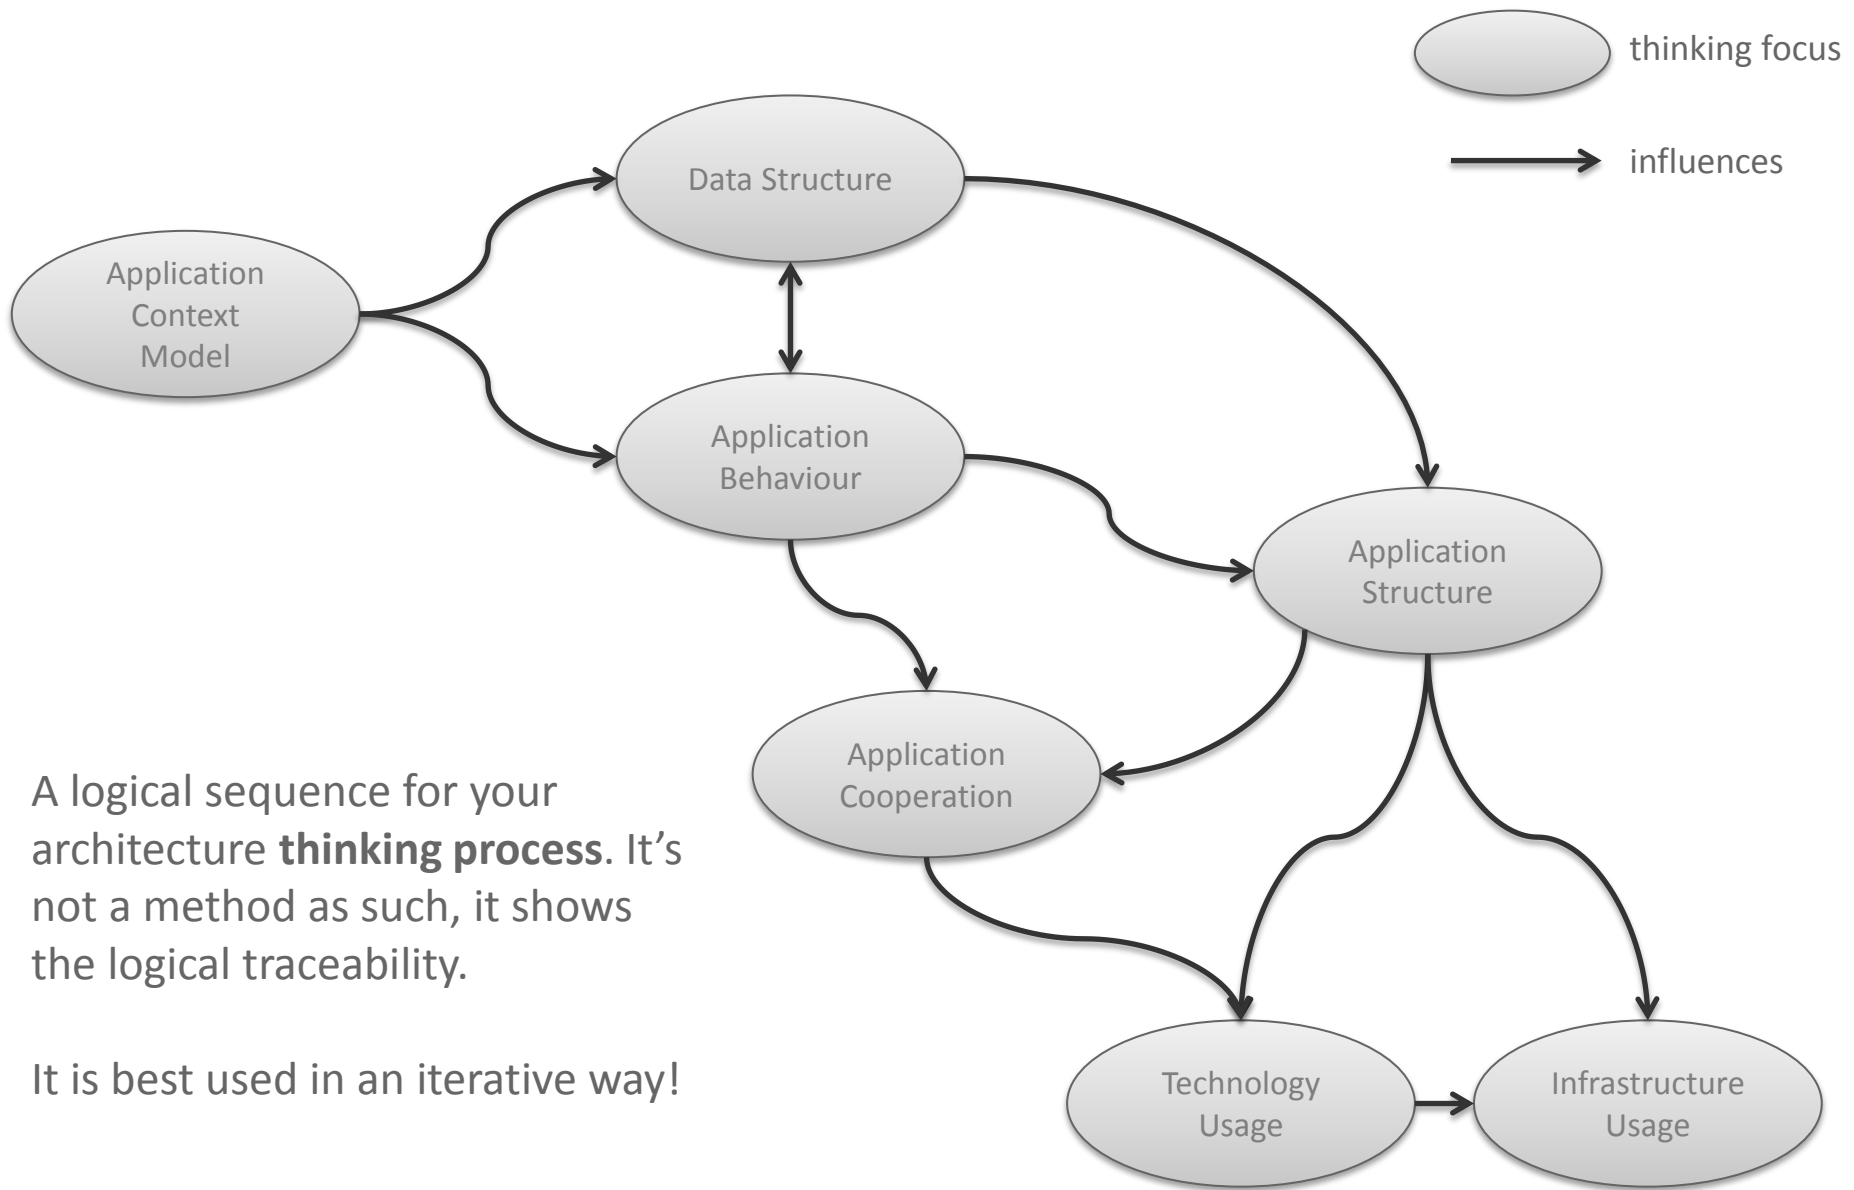 thinking focus
influences
Data Structure
Application
Context
Model
Application
Behaviour
Application
Structure
Application
Cooperation
A logical sequence for your
architecture thinking process. It’s
not a method as such, it shows
the logical traceability.
It is best used in an iterative way!
Technology
Usage
Infrastructure
Usage